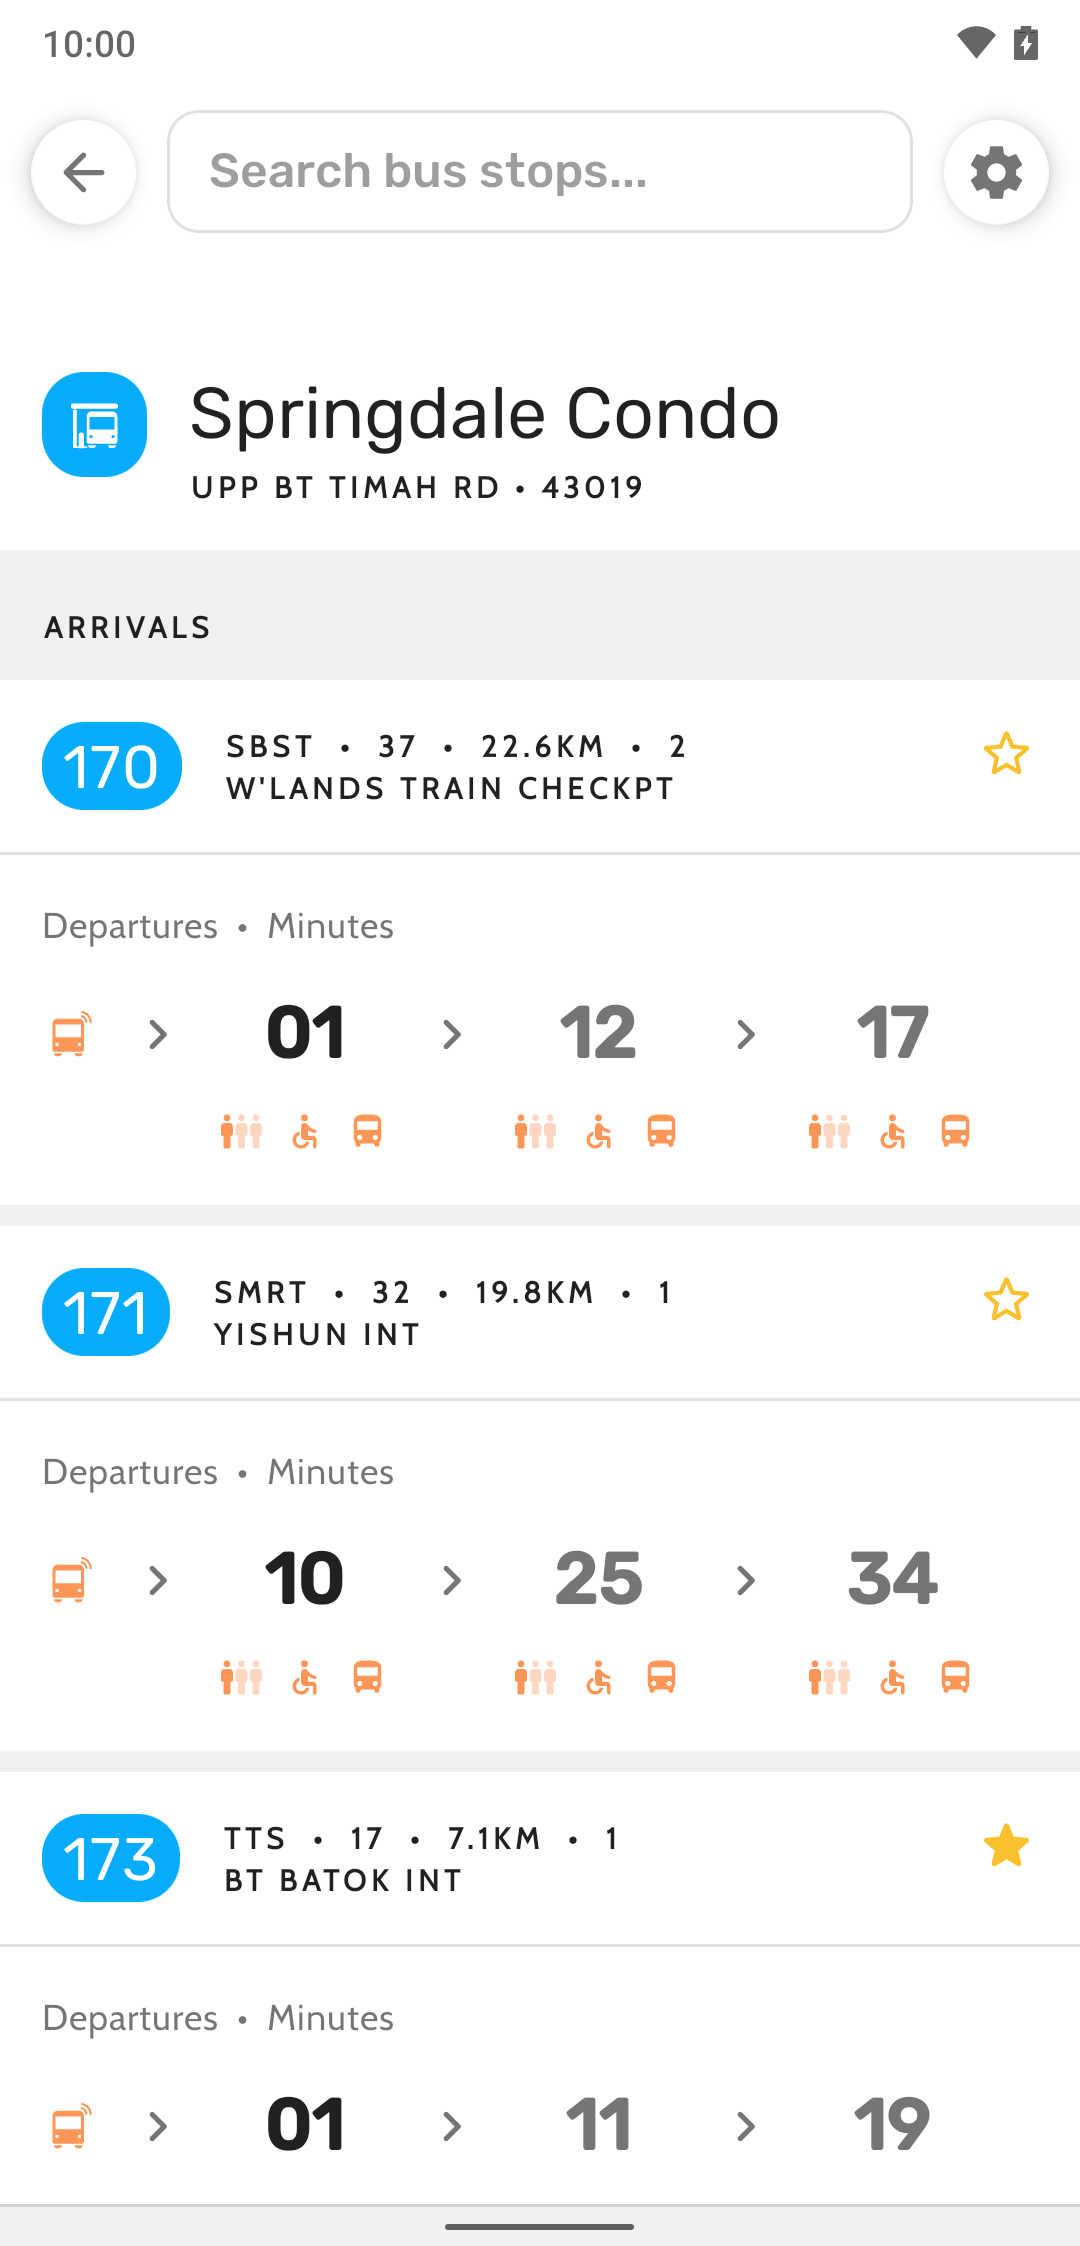 10:00
Search bus stops...
Springdale Condo
UPP BT TIMAH RD • 43019
ARRIVALS
170
SBST • 37 • 22.6KM • 2
W'LANDS TRAIN CHECKPT
Departures • Minutes
01 12 17
171
SMRT • 32 • 19.8KM • 1
YISHUN INT
Departures • Minutes
10 25 34
173
TTS • 17 • 7.1KM • 1
BT BATOK INT
Departures • Minutes
01 11 19